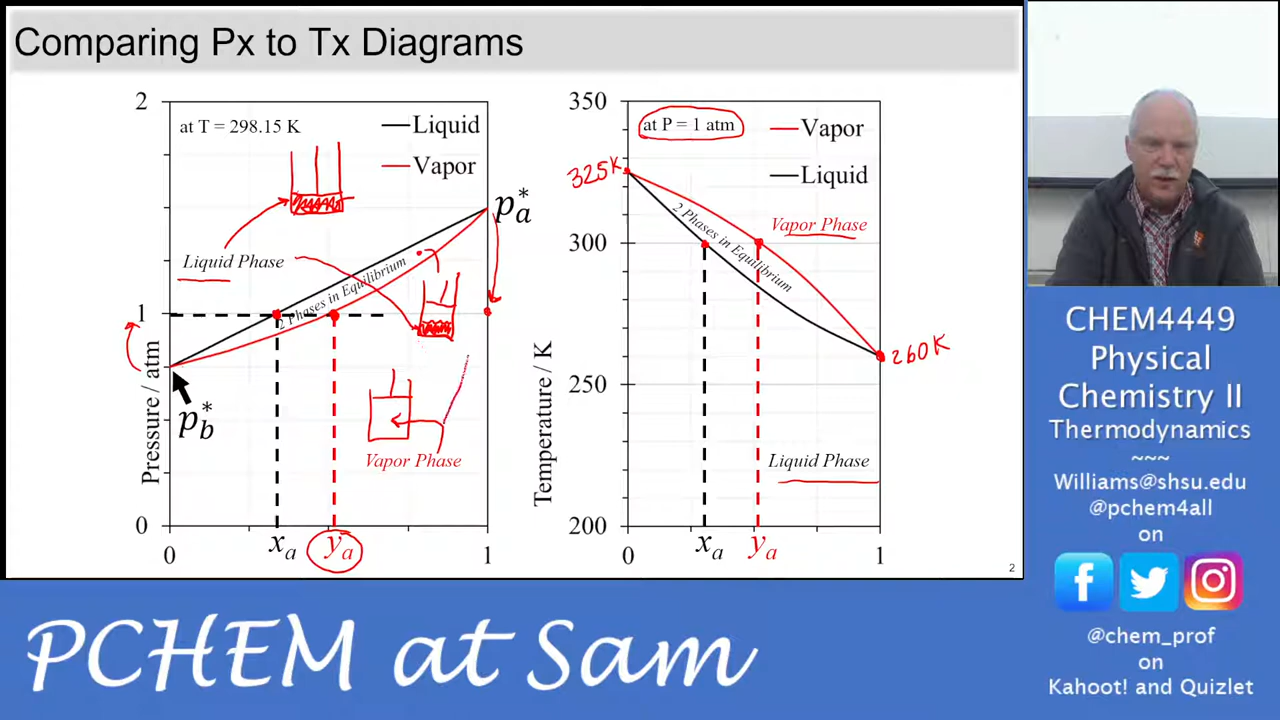 Comparing Px to Tx Diagrams
2
at T = 298.15 K
Liquid
Vapor
p*a
Liquid Phase
2 Phases in Equilibrium
1
Pressure / atm
p*b
Vapor Phase
0
0
xa
ya
1
350
at P = 1 atm
Vapor
Liquid
325K
Vapor Phase
2 Phases in Equilibrium
300
260K
Temperature / K
250
Liquid Phase
200
0
xa
ya
1
2
CHEM4449
Physical
Chemistry II
Thermodynamics
~~~
Williams@shsu.edu
@pchem4all
on
@chem_prof
on
Kahoot! and Quizlet
PCHEM at Sam